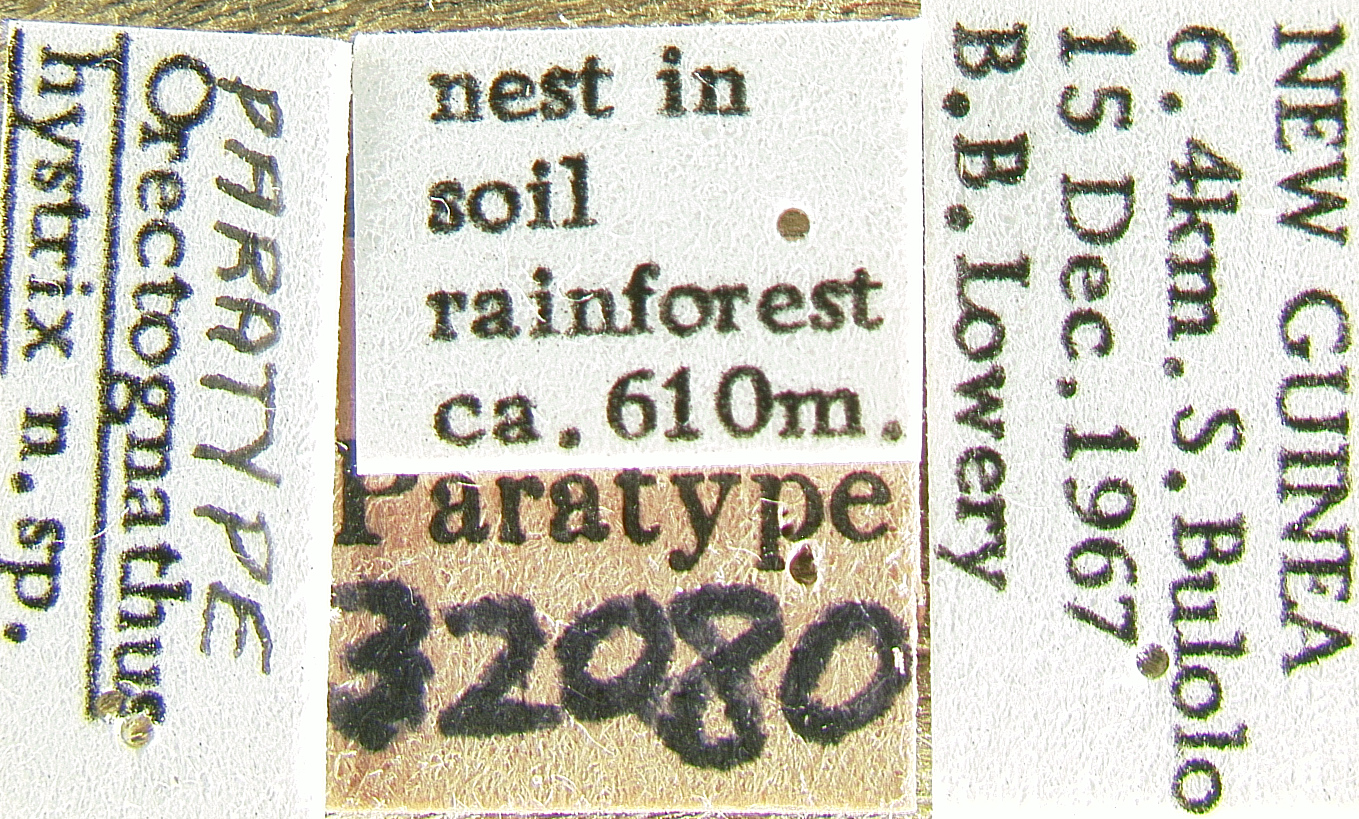 PARATYPE
Orectognathus
hystrix n.sp.
nest in
soil
rainforest
ca.610m.
Paratype
32080
NEW GUINEA
6.4km.S.Bulolo
15 Dec.1967
B.B.Lowery